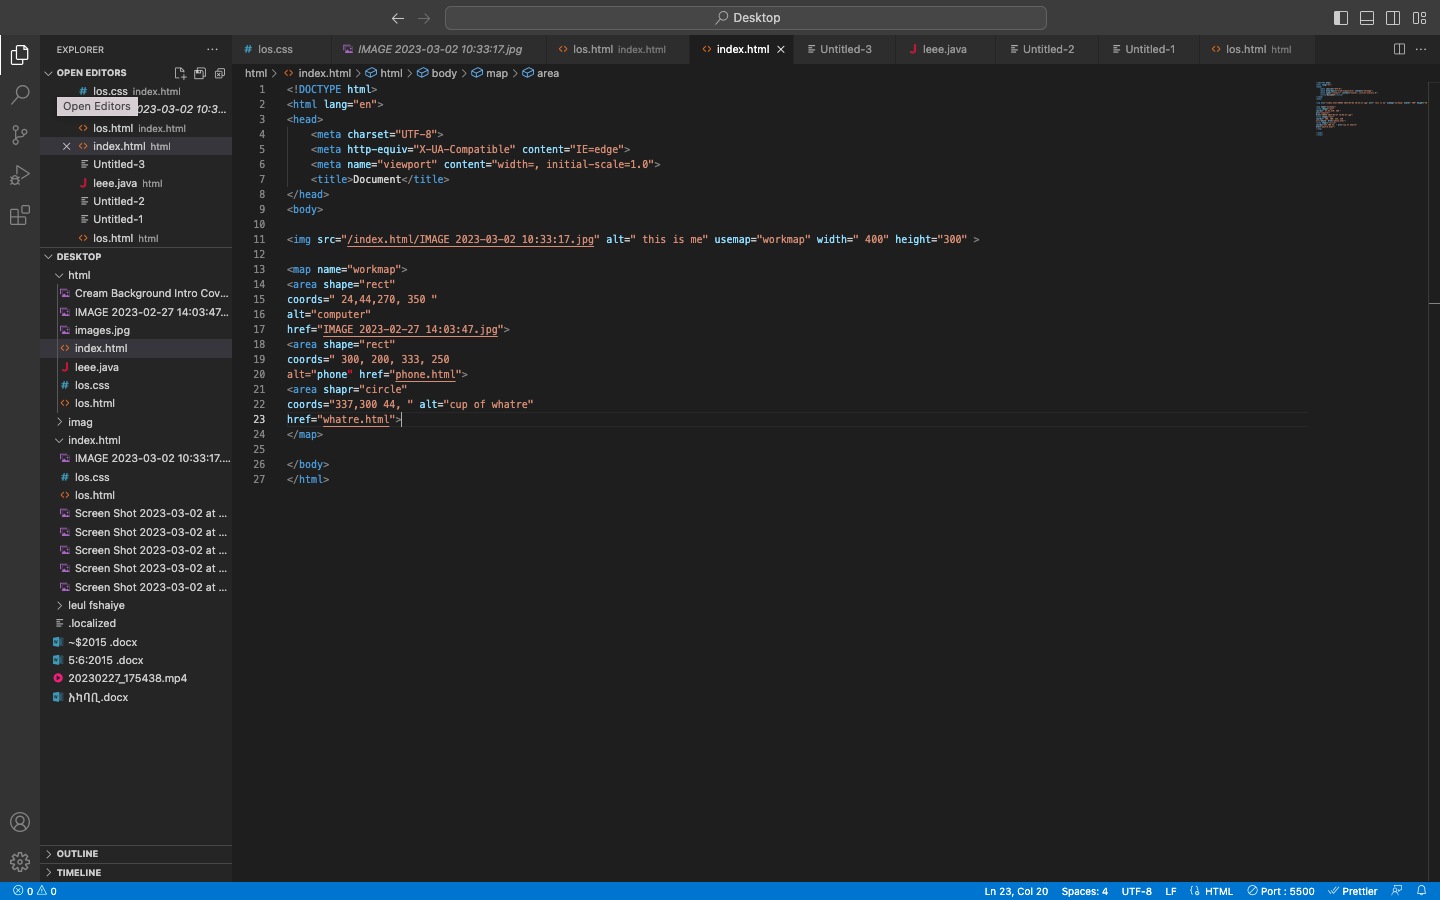 Desktop
EXPLORER
OPEN EDITORS
los.css index.html
Open Editors 2023-03-02 10:3...
los.html index.html
index.html html
Untitled-3
leee.java html
Untitled-2
Untitled-1
los.html html
DESKTOP
html
Cream Background Intro Cov...
IMAGE 2023-02-27 14:03:47...
images.jpg
index.html
leee.java
los.css
los.html
imag
index.html
IMAGE 2023-03-02 10:33:17....
los.css
los.html
Screen Shot 2023-03-02 at ...
Screen Shot 2023-03-02 at ...
Screen Shot 2023-03-02 at ...
Screen Shot 2023-03-02 at ...
Screen Shot 2023-03-02 at ...
leul fshaiye
.localized
~$2015 .docx
5:6:2015 .docx
20230227_175438.mp4
አካባቢ.docx
OUTLINE
TIMELINE
los.css
IMAGE 2023-03-02 10:33:17.jpg
los.html index.html
index.html
Untitled-3
leee.java
Untitled-2
Untitled-1
los.html html
html > index.html > html > body > map > area
1 <!DOCTYPE html>
2 <html lang="en">
3 <head>
4 <meta charset="UTF-8">
5 <meta http-equiv="X-UA-Compatible" content="IE=edge">
6 <meta name="viewport" content="width=, initial-scale=1.0">
7 <title>Document</title>
8 </head>
9 <body>
10
11 <img src="/index.html/IMAGE 2023-03-02 10:33:17.jpg" alt=" this is me" usemap="workmap" width=" 400" height="300" >
12
13 <map name="workmap">
14 <area shape="rect"
15 coords=" 24,44,270, 350 "
16 alt="computer"
17 href="IMAGE 2023-02-27 14:03:47.jpg">
18 <area shape="rect"
19 coords=" 300, 200, 333, 250
20 alt="phone" href="phone.html">
21 <area shapr="circle"
22 coords="337,300 44, " alt="cup of whatre"
23 href="whatre.html">
24 </map>
25
26 </body>
27 </html>
0 0
Ln 23, Col 20 Spaces: 4 UTF-8 LF HTML Port : 5500 Prettier